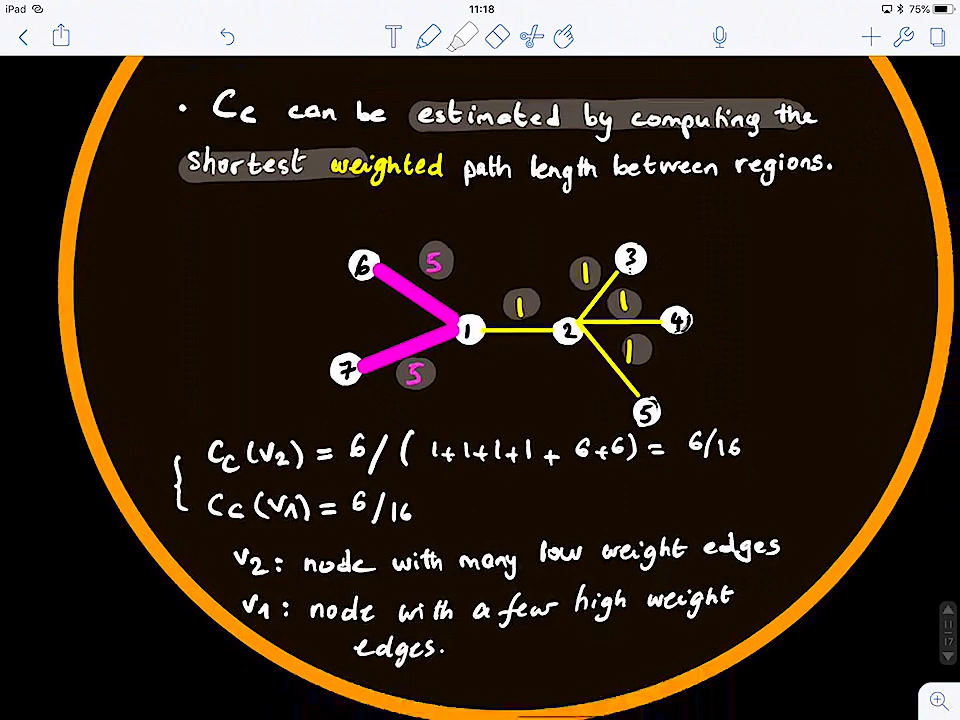 iPad
11:18
75%
T
• Cc can be estimated by computing the
shortest weighted path length between regions.
6 5 1 3
1 1
1 2 4
7 5 1
5
Cc (v2) = 6/( 1+1+1+1 + 6+6) = 6/16
Cc (v1) = 6/16
v2: node with many low weight edges
v1: node with a few high weight
edges.
11
17